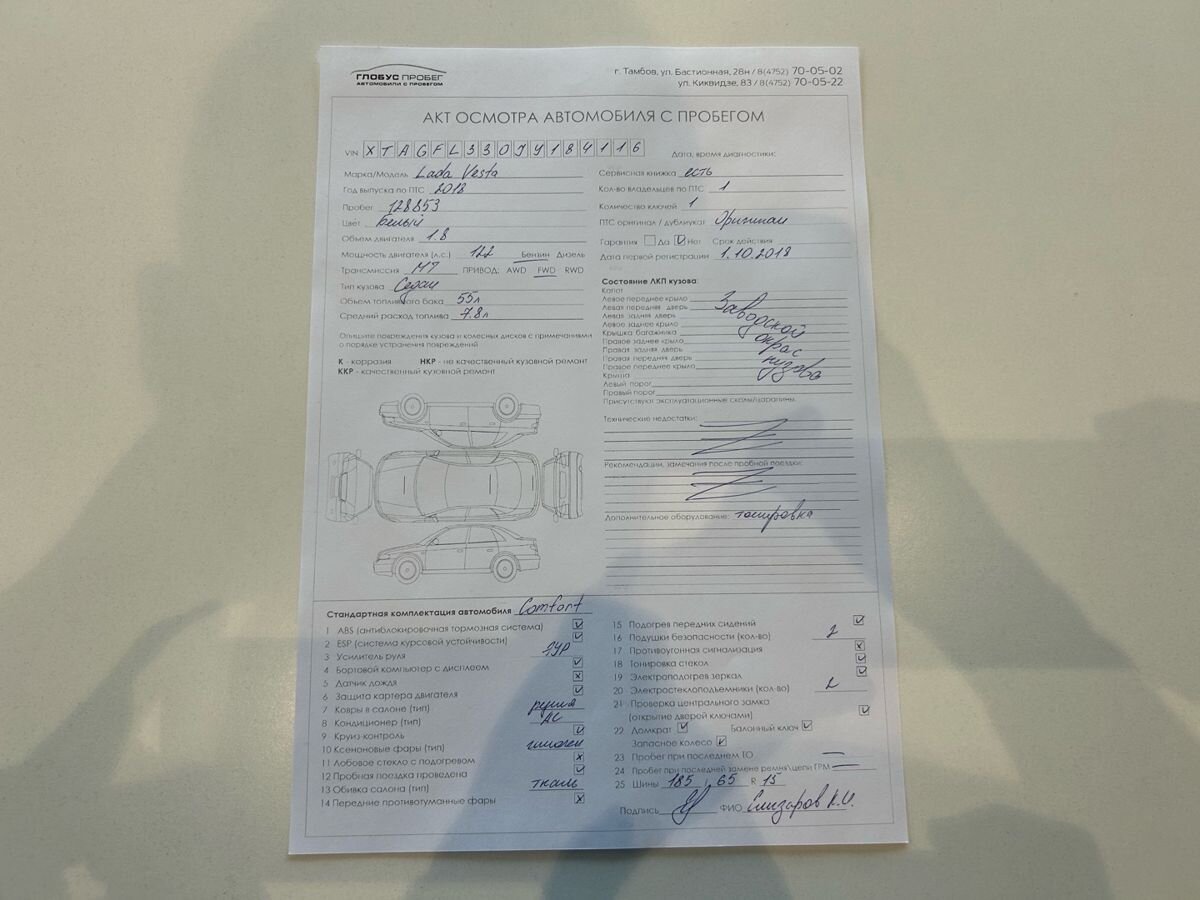 ГЛОБУС ПРОБЕГ
АВТОМОБИЛИ С ПРОБЕГОМ
г. Тамбов, ул. Бастионная, 28н / 8(4752) 70-05-02
ул. Киквидзе, 83 / 8(4752) 70-05-22
АКТ ОСМОТРА АВТОМОБИЛЯ С ПРОБЕГОМ
VIN XTAGFL330JY184116
Дата, время диагностики:
Марка/Модель Lada Vesta
Год выпуска по ПТС 2018
Пробег 128853
Цвет Белый
Объем двигателя 1.8
Мощность двигателя (л.с.) 122 Бензин Дизель
Трансмиссия МТ ПРИВОД: AWD FWD RWD
Тип кузова Седан
Объем топливного бака 55л
Средний расход топлива 7.8л
Опишите повреждения кузова и колесных дисков с примечаниями
о порядке устранения повреждений
К - коррозия НКР - не качественный кузовной ремонт
ККР - качественный кузовной ремонт
Сервисная книжка есть
Кол-во владельцев по ПТС 1
Количество ключей 1
ПТС оригинал / дубликат Оригинал
Гарантия Да Нет Срок действия
Дата первой регистрации 1.10.2018
Состояние ЛКП кузова:
Капот
Левое переднее крыло
Левая передняя дверь
Левая задняя дверь
Левое заднее крыло
Крышка багажника
Правое заднее крыло
Правая задняя дверь
Правая передняя дверь
Правое переднее крыло
Крыша
Левый порог
Правый порог
Заводской
окрас
кузова
Присутствуют эксплуатационные сколы/царапины.
Технические недостатки:
Рекомендации, замечания после пробной поездки:
Дополнительное оборудование: тонировка
Стандартная комплектация автомобиля Comfort
1 ABS (антиблокировочная тормозная система)
2 ESP (система курсовой устойчивости)
3 Усилитель руля ЭУР
4 Бортовой компьютер с дисплеем
5 Датчик дождя
6 Защита картера двигателя
7 Ковры в салоне (тип) резина
8 Кондиционер (тип) АС
9 Круиз-контроль
10 Ксеноновые фары (тип) галоген
11 Лобовое стекло с подогревом
12 Пробная поездка проведена
13 Обивка салона (тип) ткань
14 Передние противотуманные фары
15 Подогрев передних сидений
16 Подушки безопасности (кол-во) 2
17 Противоугонная сигнализация
18 Тонировка стекол
19 Электроподогрев зеркал
20 Электростеклоподъемники (кол-во) 2
21 Проверка центрального замка
(открытие дверей ключами)
22 Домкрат Балонный ключ
Запасное колесо
23 Пробег при последнем ТО
24 Пробег при последней замене ремня\цепи ГРМ
25 Шины 185 / 65 R 15
Подпись ФИО К.И.